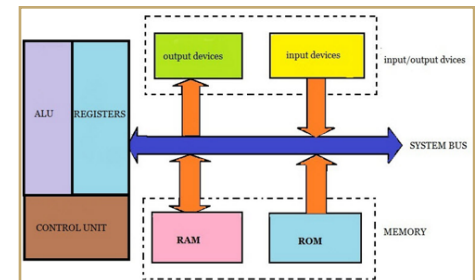 output devices
input devices
input/output dvices
ALU
REGISTERS
SYSTEM BUS
CONTROL UNIT
RAM
ROM
MEMORY